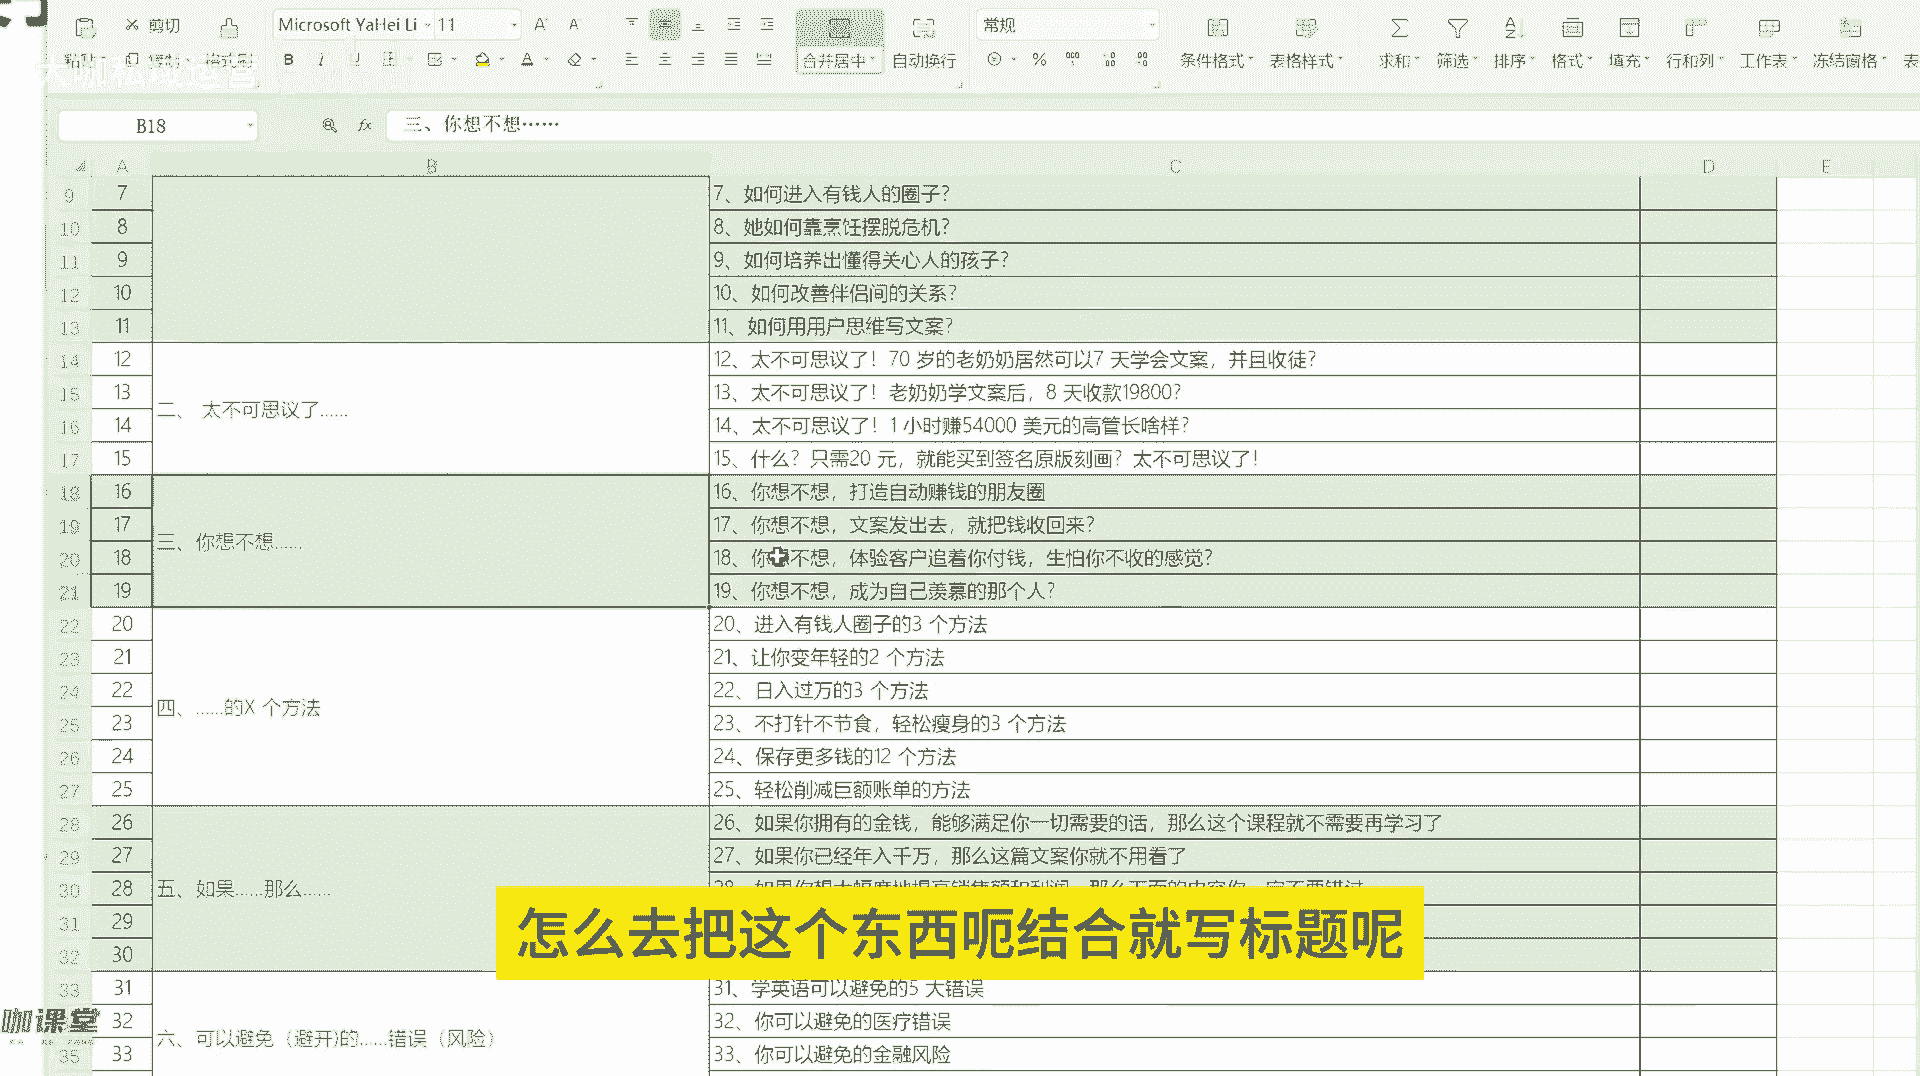 剪切
Microsoft YaHei Li 11
常规
B I U A
合并居中 自动换行
条件格式 表格样式 求和 筛选 排序 格式 填充 行和列 工作表 冻结窗格 表
B18 fx 三、你想不想……
A B C D E
9 7 7、如何进入有钱人的圈子?
10 8 8、她如何靠烹饪摆脱危机?
11 9 9、如何培养出懂得关心人的孩子?
12 10 10、如何改善伴侣间的关系?
13 11 11、如何用用户思维写文案?
14 12 12、太不可思议了！70 岁的老奶奶居然可以7 天学会文案，并且收徒?
15 13 13、太不可思议了！老奶奶学文案后，8 天收款19800?
二、 太不可思议了……
16 14 14、太不可思议了！1 小时赚54000 美元的高管长啥样?
17 15 15、什么？只需20 元，就能买到签名原版刻画？太不可思议了！
18 16 16、你想不想，打造自动赚钱的朋友圈
19 17 17、你想不想，文案发出去，就把钱收回来?
三、你想不想……
20 18 18、你不想，体验客户追着你付钱，生怕你不收的感觉?
21 19 19、你想不想，成为自己羡慕的那个人?
22 20 20、进入有钱人圈子的3 个方法
23 21 21、让你变年轻的2 个方法
24 22 22、日入过万的3 个方法
四、……的X 个方法
25 23 23、不打针不节食，轻松瘦身的3 个方法
26 24 24、保存更多钱的12 个方法
27 25 25、轻松削减巨额账单的方法
28 26 26、如果你拥有的金钱，能够满足你一切需要的话，那么这个课程就不需要再学习了
29 27 27、如果你已经年入千万，那么这篇文案你就不用看了
30 28 五、如果……那么……
31 29
32 30
怎么去把这个东西呃结合就写标题呢
33 31 31、学英语可以避免的5 大错误
32 32、你可以避免的医疗错误
六、可以避免（避开)的……错误（风险）
35 33 33、你可以避免的金融风险
咖课堂